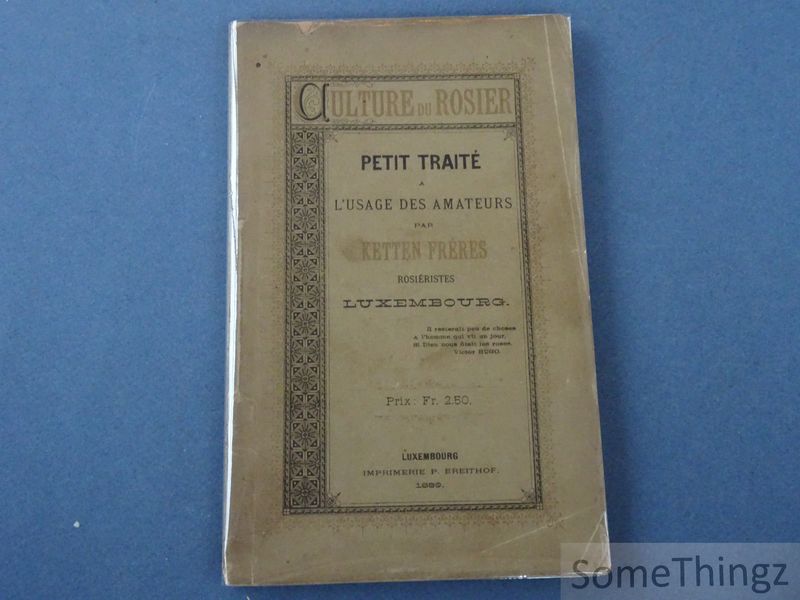 CULTURE DU ROSIER
PETIT TRAITÉ
A
L'USAGE DES AMATEURS
PAR
KETTEN FRÈRES
ROSIÉRISTES
LUXEMBOURG.
Il resterait peu de choses
A l'homme qui vit un jour,
Si Dieu nous ôtait les roses.
Victor HUGO.
Prix: Fr. 2.50.
LUXEMBOURG
IMPRIMERIE P. BREITHOF.
SomeThingz